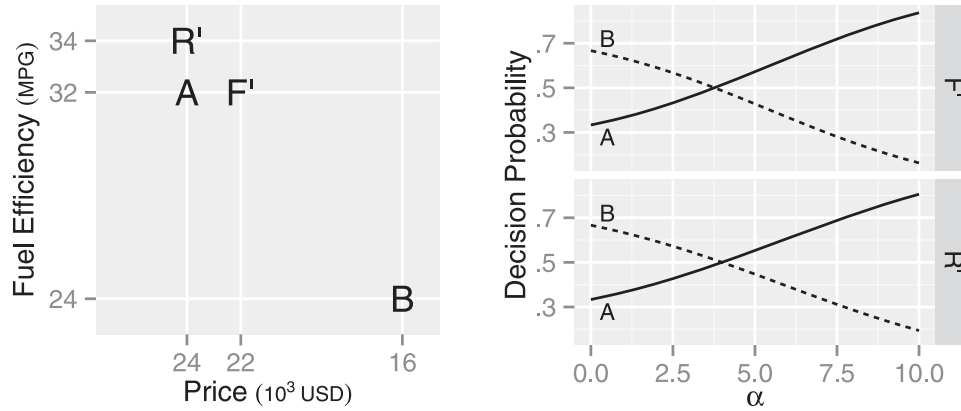 Fuel Efficiency (MPG)
34
32
24
R'
A F'
B
24 22 16
Price (10³ USD)
Decision Probability
.7
.5
.3
B
A
F'
.7
.5
.3
B
A
R'
0.0 2.5 5.0 7.5 10.0
α